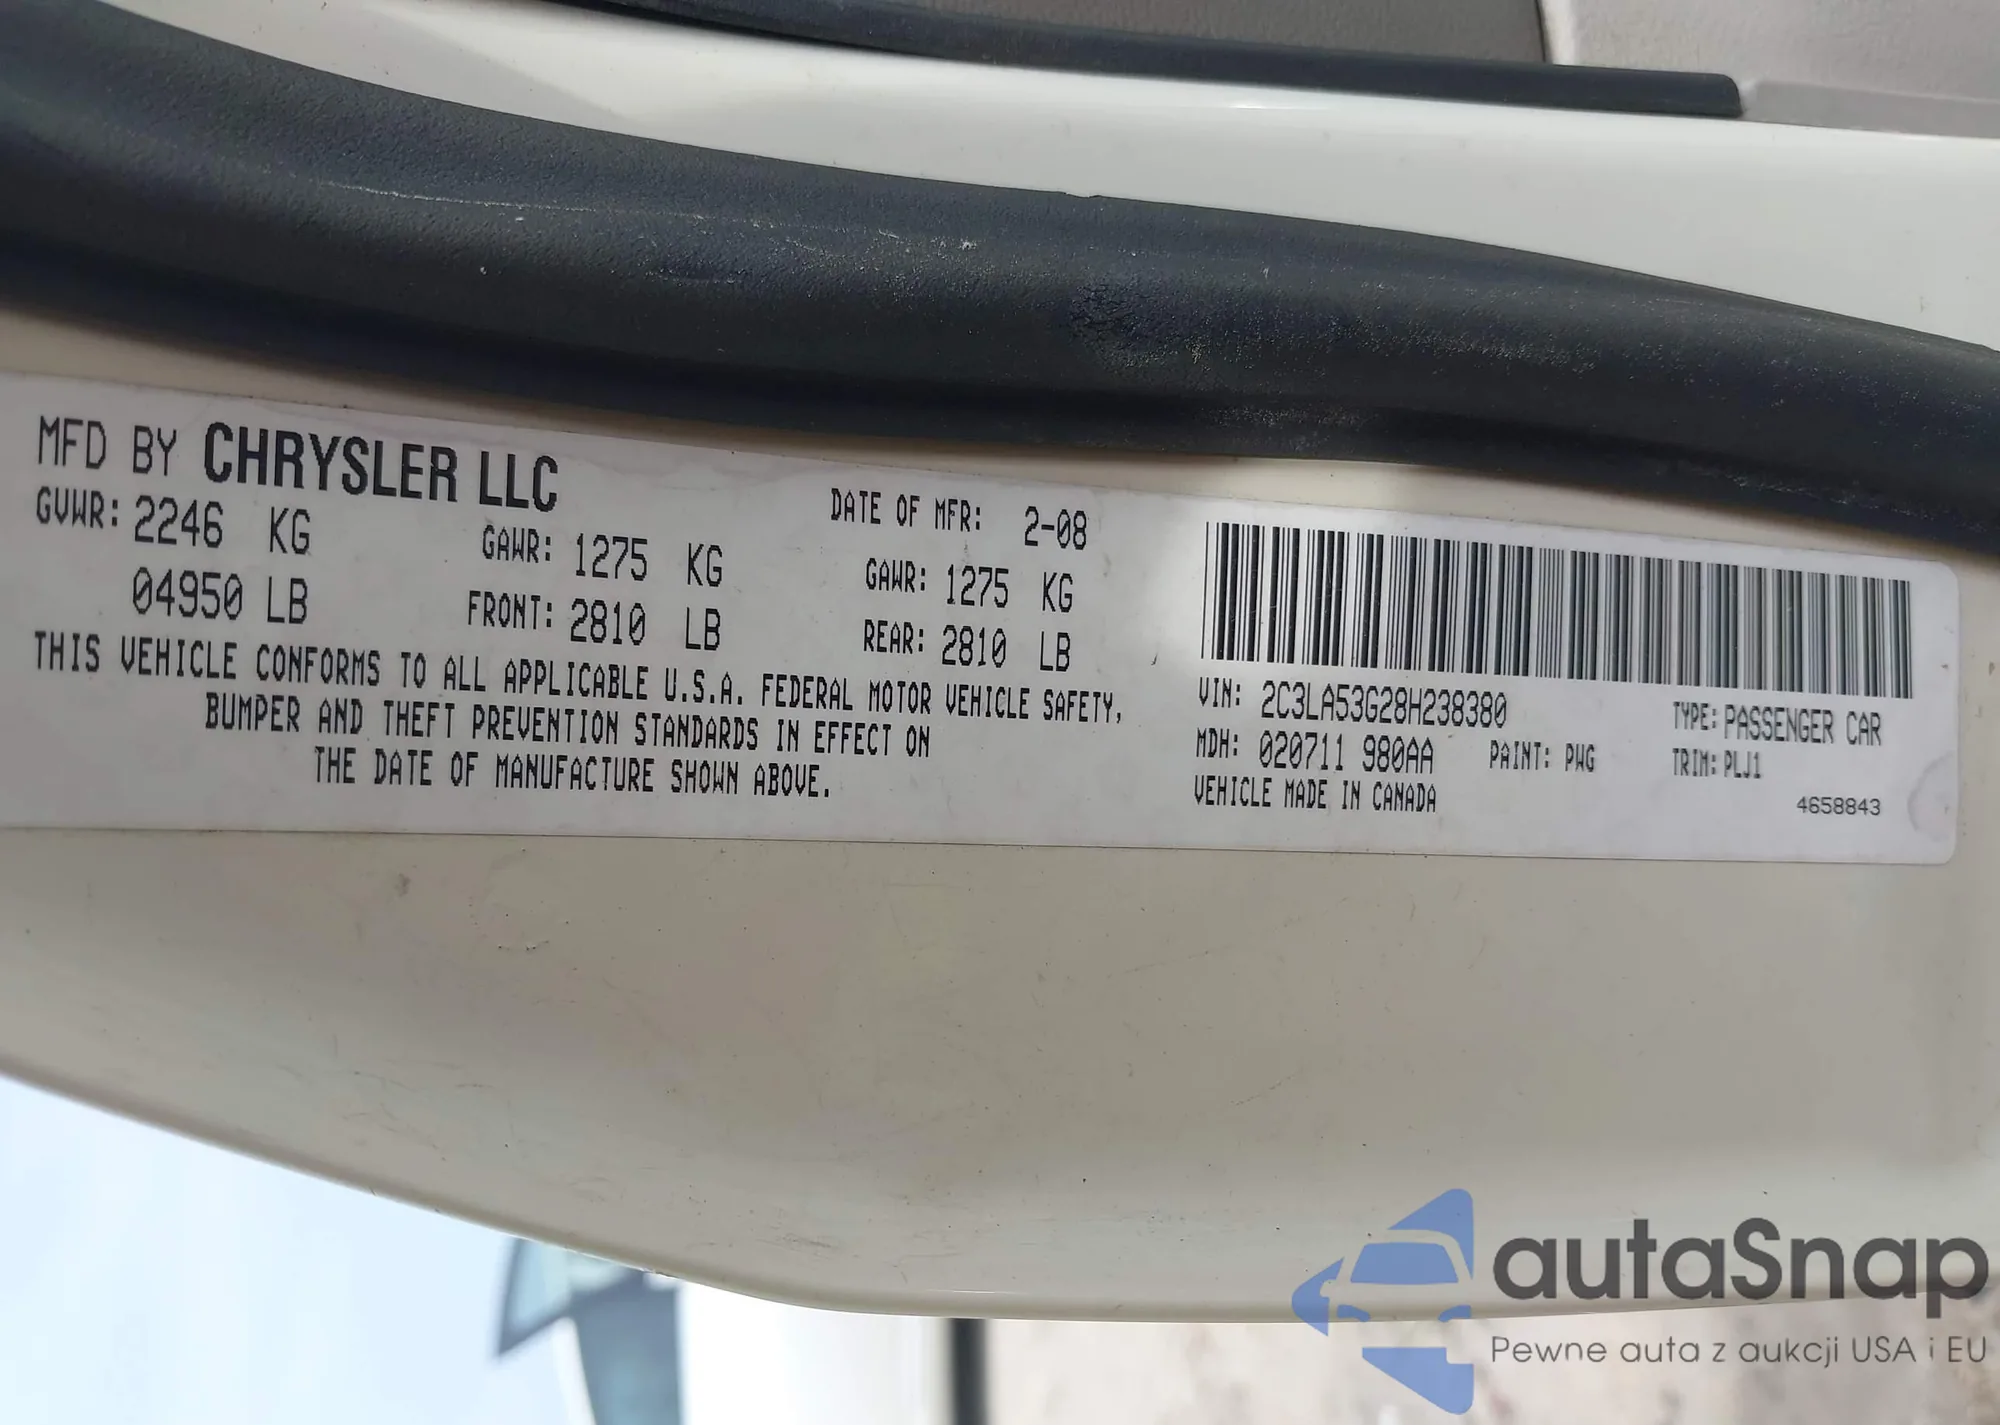 MFD BY CHRYSLER LLC
DATE OF MFR: 2-08
GVWR: 2246 KG
04950 LB
GAWR: 1275 KG
FRONT: 2810 LB
GAWR: 1275 KG
REAR: 2810 LB
THIS VEHICLE CONFORMS TO ALL APPLICABLE U.S.A. FEDERAL MOTOR VEHICLE SAFETY,
BUMPER AND THEFT PREVENTION STANDARDS IN EFFECT ON
THE DATE OF MANUFACTURE SHOWN ABOVE.
VIN: 2C3LA53G28H238380
TYPE: PASSENGER CAR
MDH: 020711 980AA
PAINT: PWG
TRIM: PLJ1
VEHICLE MADE IN CANADA
4658843
autaSnap
Pewne auta z aukcji USA i EU